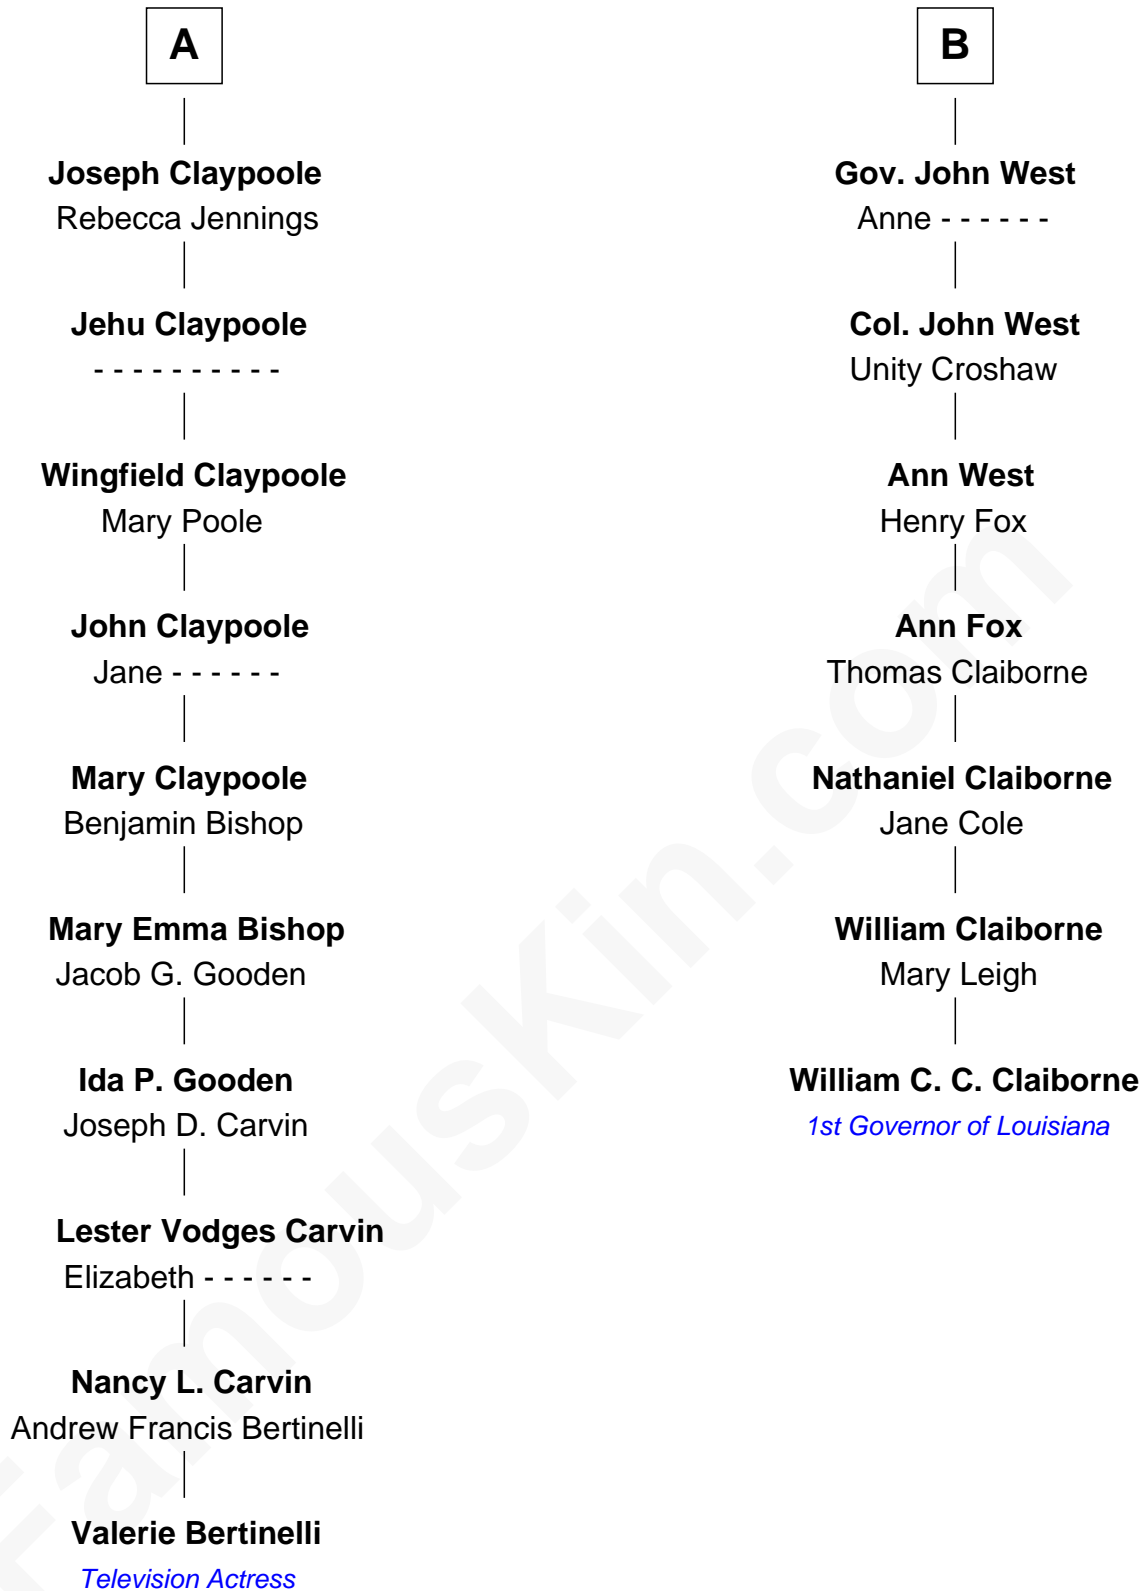 A
Joseph Claypoole
Rebecca Jennings
Jehu Claypoole
- - - - - - - - - -
Wingfield Claypoole
Mary Poole
John Claypoole
Jane - - - - - -
Mary Claypoole
Benjamin Bishop
Mary Emma Bishop
Jacob G. Gooden
Ida P. Gooden
Joseph D. Carvin
Lester Vodges Carvin
Elizabeth - - - - - -
Nancy L. Carvin
Andrew Francis Bertinelli
Valerie Bertinelli
Television Actress
B
Gov. John West
Anne - - - - - -
Col. John West
Unity Croshaw
Ann West
Henry Fox
Ann Fox
Thomas Claiborne
Nathaniel Claiborne
Jane Cole
William Claiborne
Mary Leigh
William C. C. Claiborne
1st Governor of Louisiana
FamousKin.com